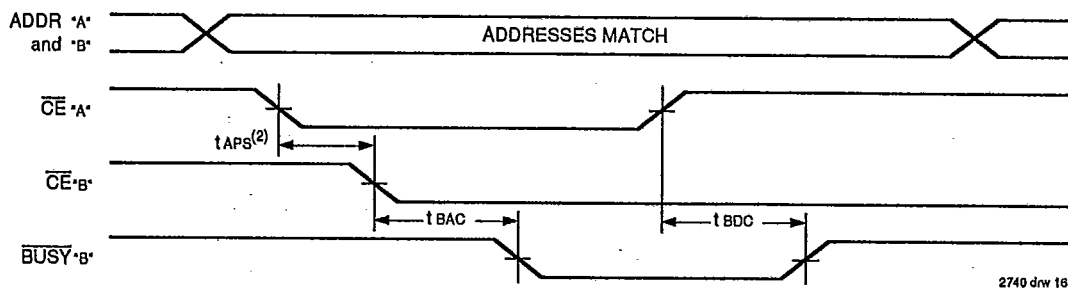 ADDR "A"
and "B"
ADDRESSES MATCH
CE "A"
tAPS(2)
CE "B"
tBAC
tBDC
BUSY "B"
2740 drw 16